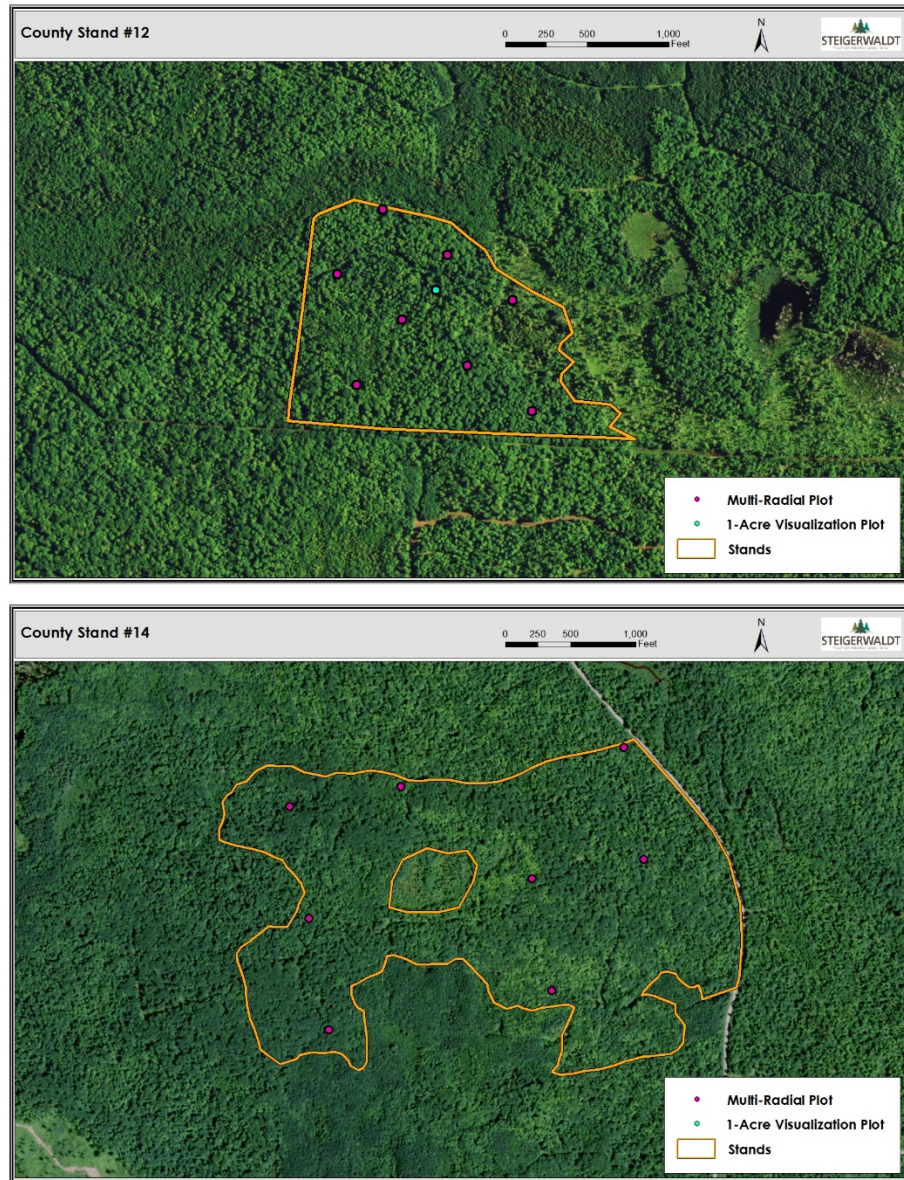 County Stand #12
0 250 500 1,000
Feet
N
STEIGERWALDT
Multi-Radial Plot
1-Acre Visualization Plot
Stands
County Stand #14
0 250 500 1,000
Feet
N
STEIGERWALDT
Multi-Radial Plot
1-Acre Visualization Plot
Stands